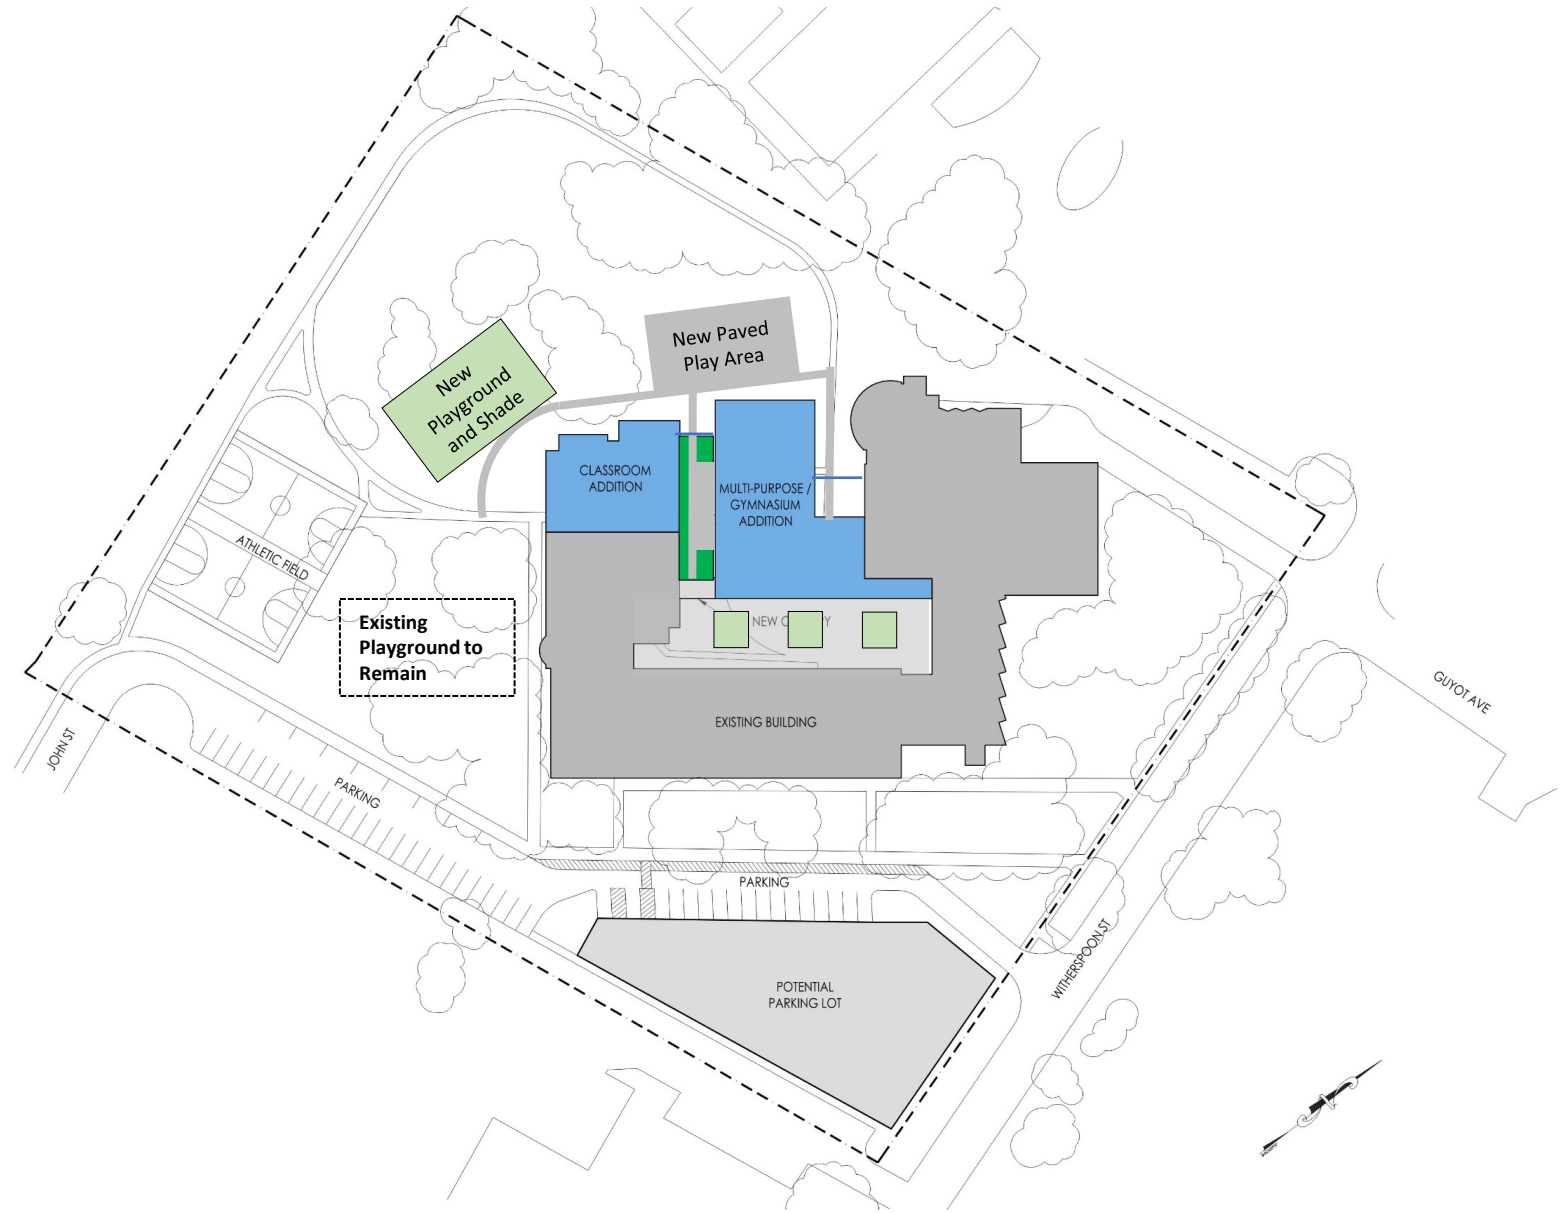 New Paved
Play Area
New
Playground
and Shade
CLASSROOM
ADDITION
MULTI-PURPOSE /
GYMNASIUM
ADDITION
ATHLETIC FIELD
Existing
Playground to
Remain
NEW
EXISTING BUILDING
GUYOT AVE
JOHN ST
PARKING
PARKING
WITHERSPOON ST
POTENTIAL
PARKING LOT